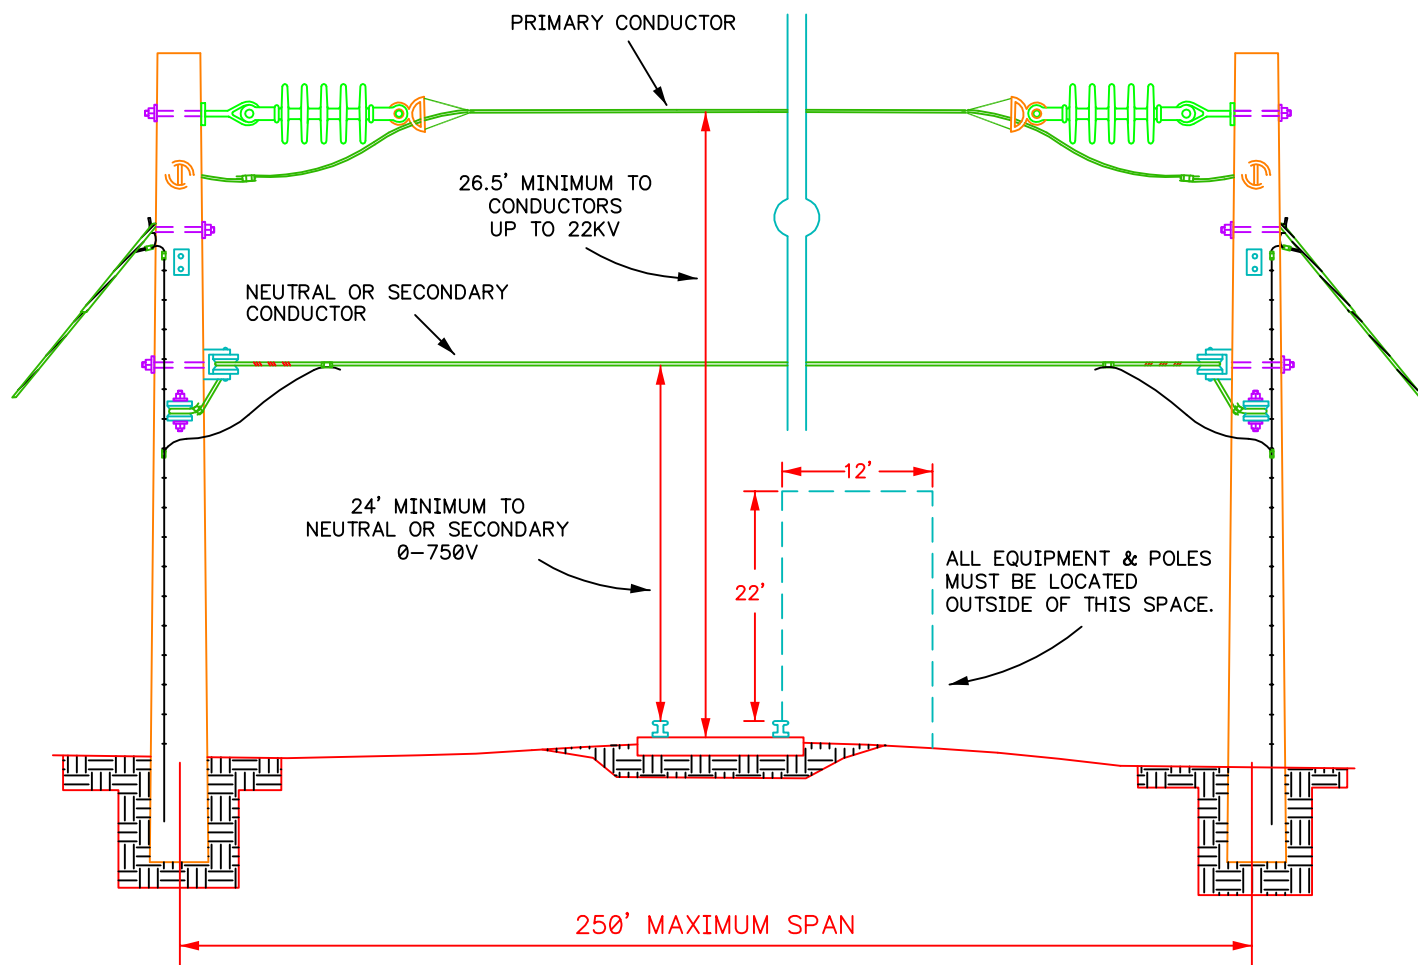 PRIMARY CONDUCTOR
26.5' MINIMUM TO
CONDUCTORS
UP TO 22KV
NEUTRAL OR SECONDARY
CONDUCTOR
12'
24' MINIMUM TO
NEUTRAL OR SECONDARY
0-750V
22'
ALL EQUIPMENT & POLES
MUST BE LOCATED
OUTSIDE OF THIS SPACE.
250' MAXIMUM SPAN